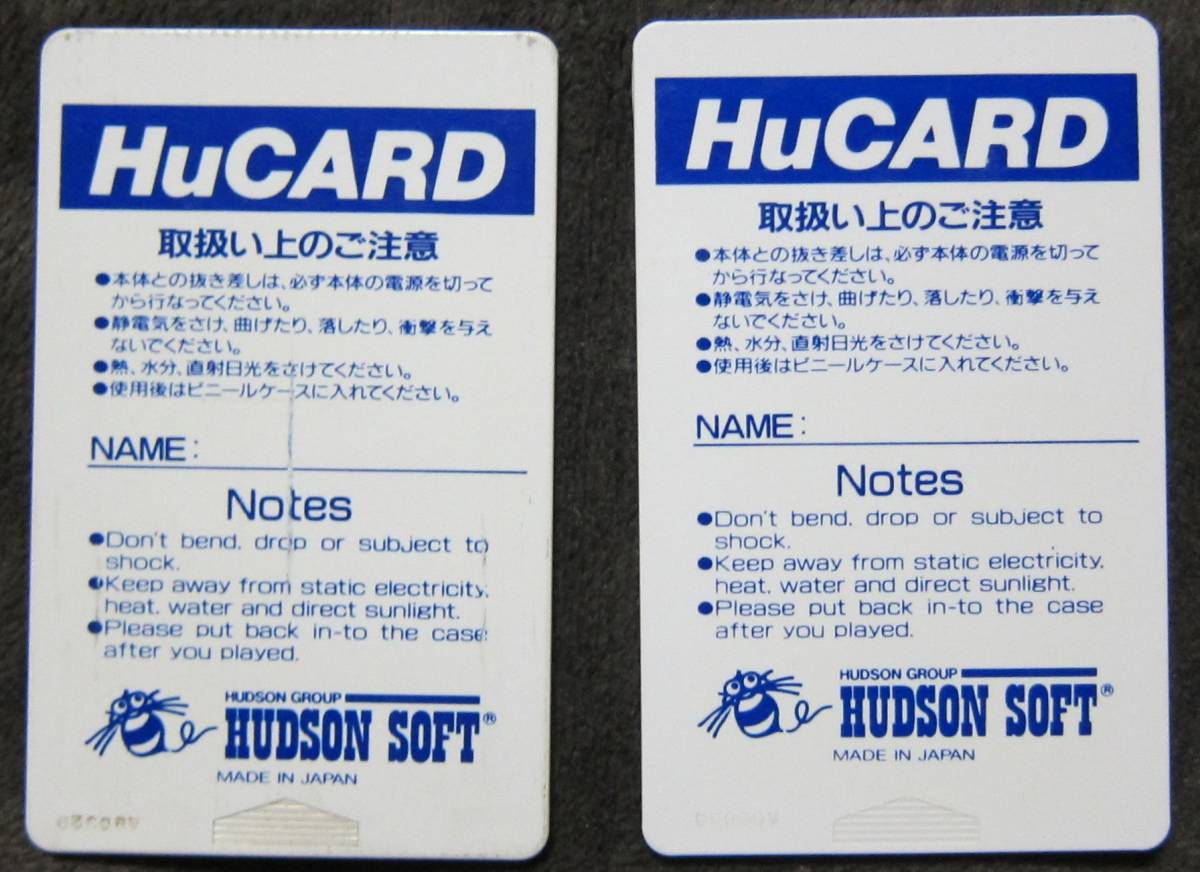 HuCARD
取扱い上のご注意
●本体との抜き差しは、必ず本体の電源を切って
から行なってください。
●静電気をさけ、曲げたり、落したり、衝撃を与え
ないでください。
●熱、水分、直射日光をさけてください。
●使用後はビニールケースに入れてください。
NAME:
Notes
●Don't bend, drop or subject to
shock.
●Keep away from static electricity,
heat, water and direct sunlight.
●Please put back in-to the case
after you played.
HUDSON GROUP
HUDSON SOFT®
MADE IN JAPAN
HuCARD
取扱い上のご注意
●本体との抜き差しは、必ず本体の電源を切って
から行なってください。
●静電気をさけ、曲げたり、落したり、衝撃を与え
ないでください。
●熱、水分、直射日光をさけてください。
●使用後はビニールケースに入れてください。
NAME:
Notes
●Don't bend, drop or subject to
shock.
●Keep away from static electricity,
heat, water and direct sunlight.
●Please put back in-to the case
after you played.
HUDSON GROUP
HUDSON SOFT®
MADE IN JAPAN